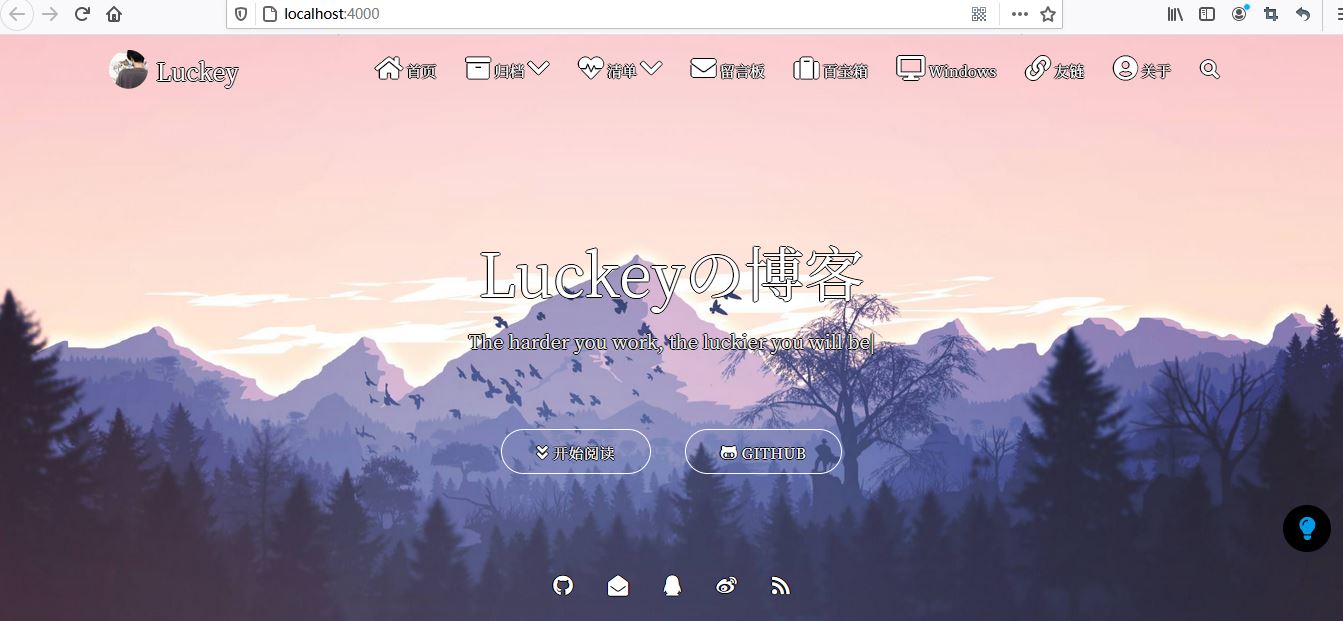 localhost:4000
Luckey 首页 归档 清单 留言板 百宝箱 Windows 友链 关于
Luckeyの博客
The harder you work, the luckier you will be|
开始阅读 GITHUB